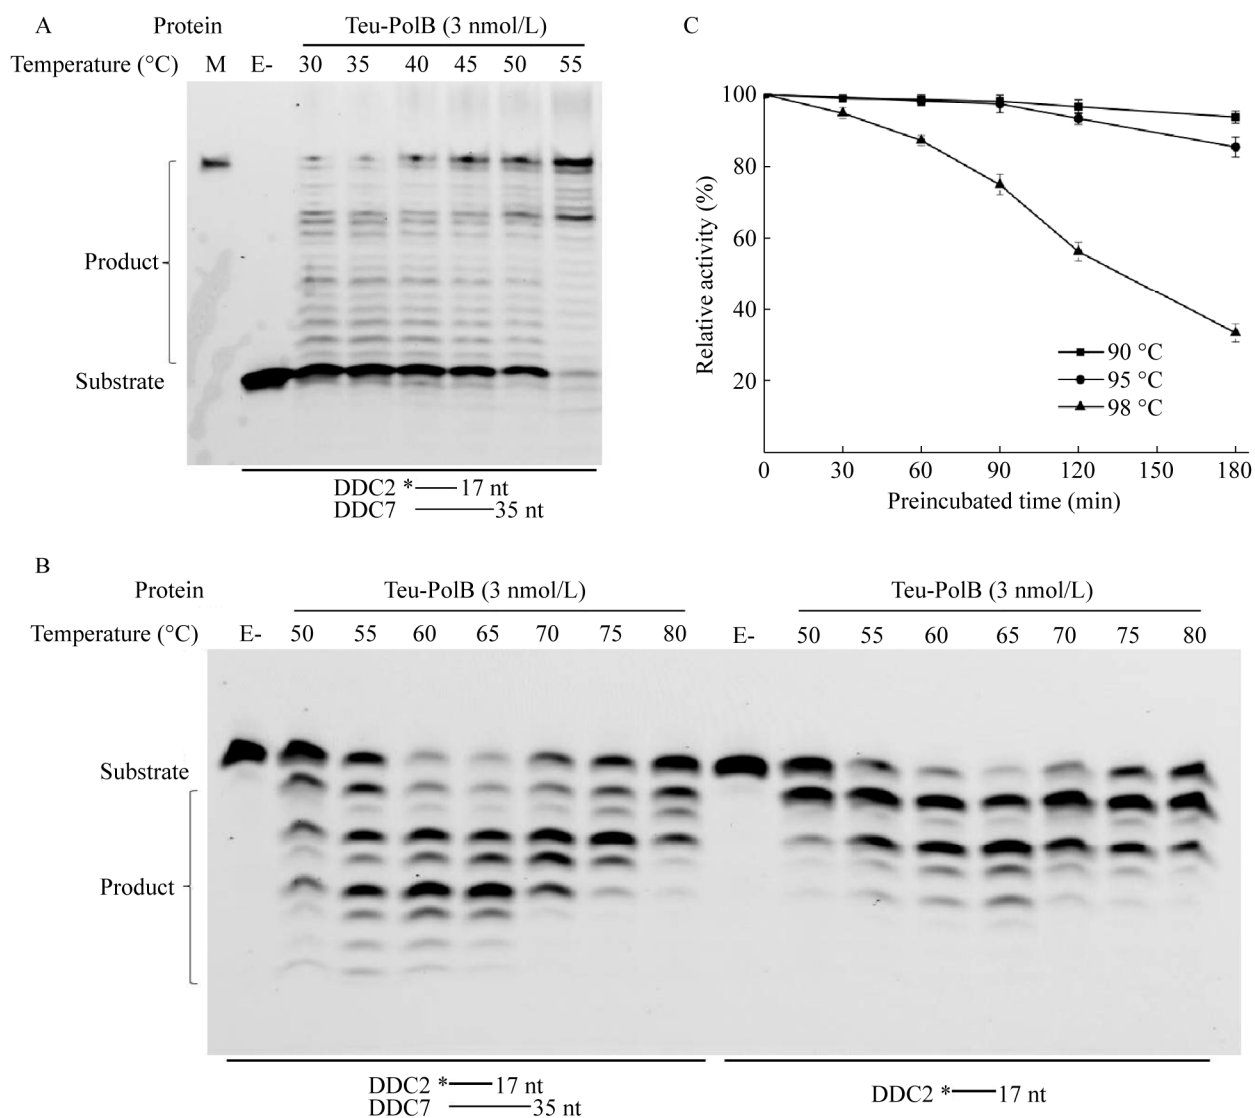 A
Protein
Teu-PolB (3 nmol/L)
Temperature (°C) M E- 30 35 40 45 50 55
Product
Substrate
DDC2 * 17 nt
DDC7 35 nt
C
Relative activity (%)
100
80
60
40
20
90 °C
95 °C
98 °C
0 30 60 90 120 150 180
Preincubated time (min)
B
Protein
Teu-PolB (3 nmol/L) Teu-PolB (3 nmol/L)
Temperature (°C) E- 50 55 60 65 70 75 80 E- 50 55 60 65 70 75 80
Substrate
Product
DDC2 * 17 nt
DDC7 35 nt
DDC2 * 17 nt